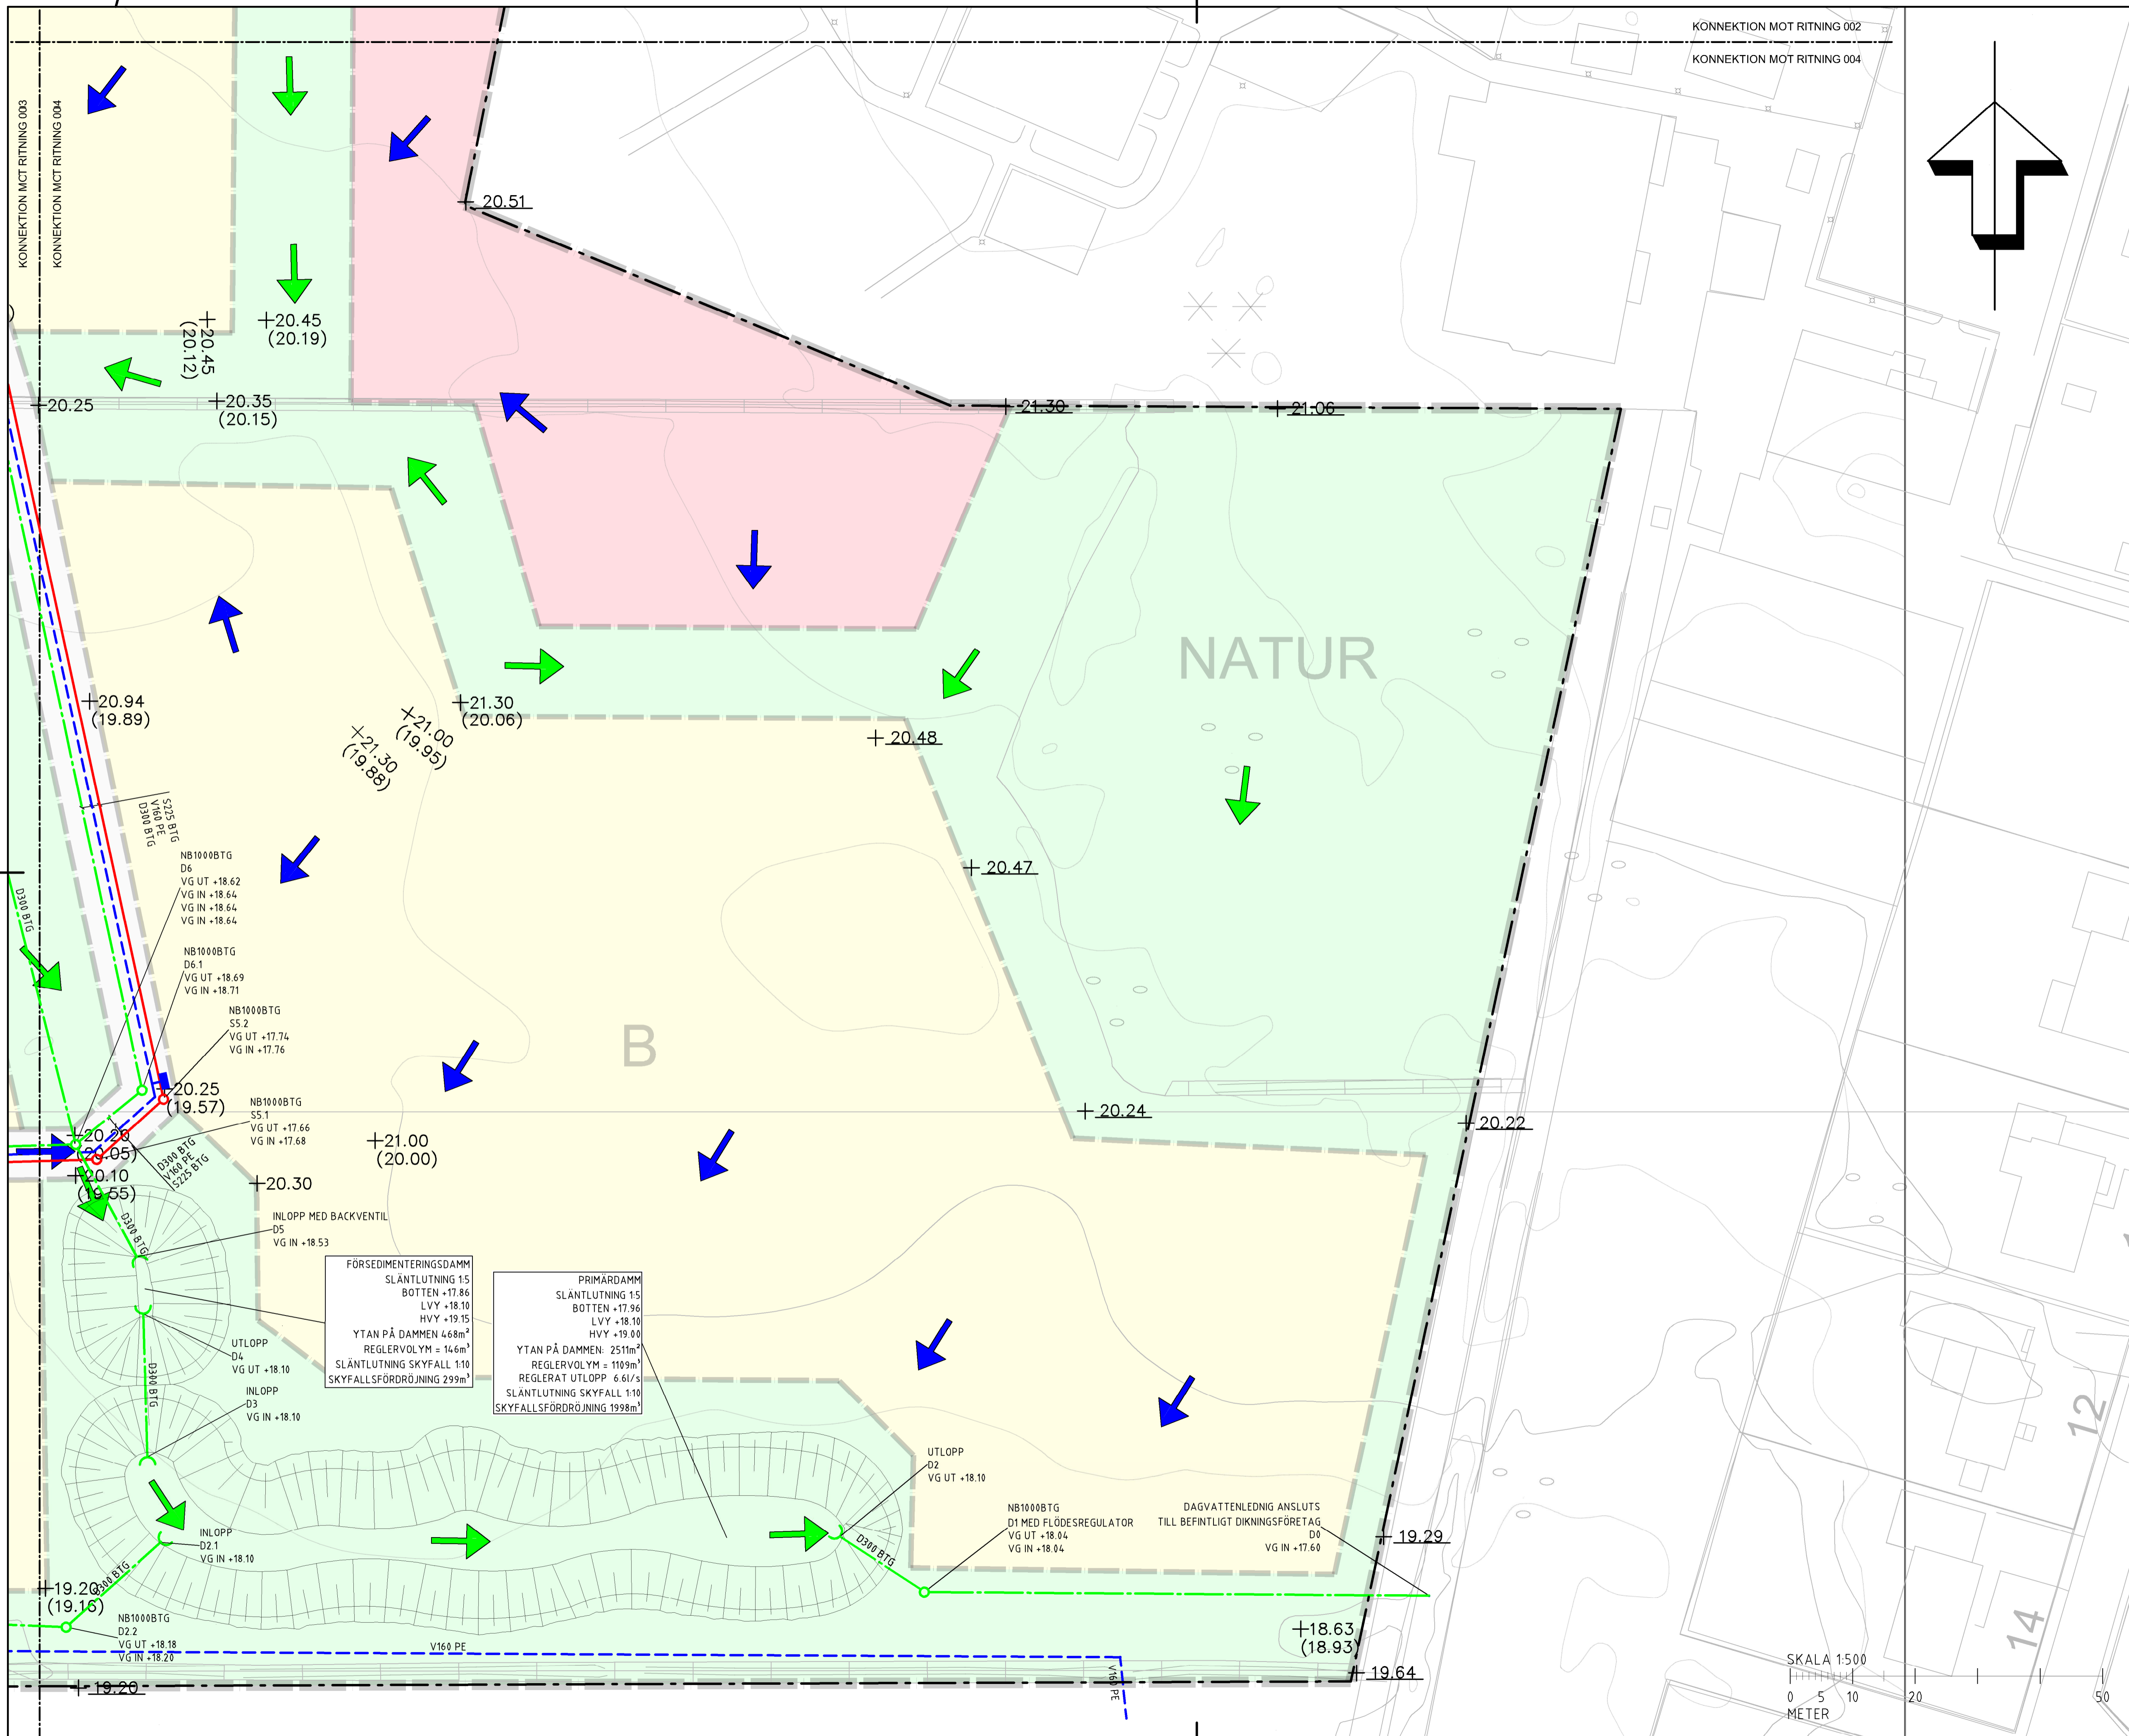 KONNEKTION MOT RITNING 002
KONNEKTION MOT RITNING 004
KONNEKTION MOT RITNING 003
KONNEKTION MOT RITNING 004
20.51
20.45
(20.12)
20.45
(20.19)
20.25
20.35
(20.15)
21.30
21.06
NATUR
20.94
(19.89)
21.30
(20.06)
21.00
(19.95)
21.30
(19.88)
20.48
S225 BTG
V160 PE
D300 BTG
NB1000BTG
D6
VG UT +18.62
VG IN +18.64
VG IN +18.64
VG IN +18.64
20.47
D300 BTG
NB1000BTG
D6.1
VG UT +18.69
VG IN +18.71
NB1000BTG
S5.2
VG UT +17.74
VG IN +17.76
B
20.25
(19.57)
NB1000BTG
S5.1
VG UT +17.66
VG IN +17.68
20.24
20.22
20.20
(20.05)
21.00
(20.00)
D300 BTG
V160 PE
S225 BTG
20.10
(19.55)
20.30
D300 BTG
INLOPP MED BACKVENTIL
D5
VG IN +18.53
FÖRSEDIMENTERINGSDAMM
SLÄNTLUTNING 1:5
BOTTEN +17.86
LVY +18.10
HVY +19.15
YTAN PÅ DAMMEN 468m²
REGLERVOLYM = 146m³
SLÄNTLUTNING SKYFALL 1:10
SKYFALLSFÖRDRÖJNING 299m³
PRIMÄRDAMM
SLÄNTLUTNING 1:5
BOTTEN +17.96
LVY +18.10
HVY +19.00
YTAN PÅ DAMMEN: 2511m²
REGLERVOLYM = 1109m³
REGLERAT UTLOPP 6.6l/s
SLÄNTLUTNING SKYFALL 1:10
SKYFALLSFÖRDRÖJNING 1998m³
UTLOPP
D4
VG UT +18.10
D300 BTG
INLOPP
D3
VG IN +18.10
12
UTLOPP
D2
VG UT +18.10
NB1000BTG
D1 MED FLÖDESREGULATOR
VG UT +18.04
VG IN +18.04
DAGVATTENLEDNIG ANSLUTS
TILL BEFINTLIGT DIKNINGSFÖRETAG
D0
VG IN +17.60
19.29
INLOPP
D2.1
VG IN +18.10
D300 BTG
D300 BTG
19.20
(19.16)
NB1000BTG
D2.2
VG UT +18.18
VG IN +18.20
V160 PE
18.63
(18.93)
14
19.64
V160 PE
19.20
SKALA 1:500
0 5 10 20 50
METER